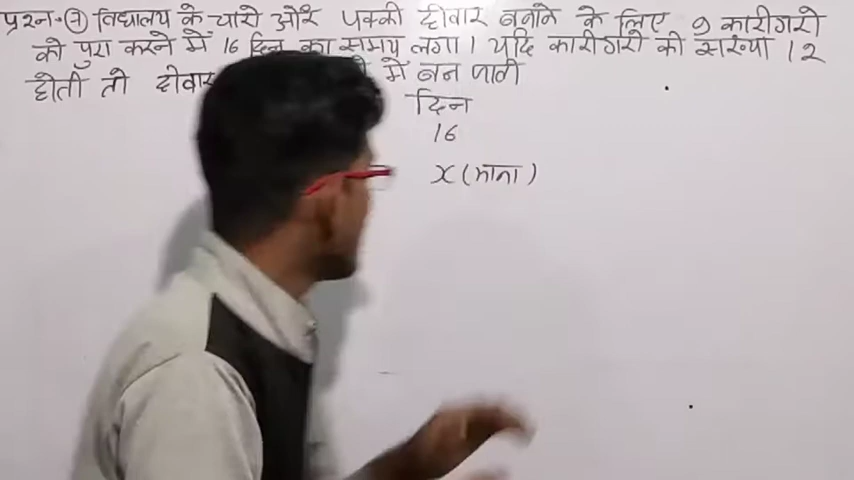 प्रश्न-⑦ विद्यालय के चारो ओर पक्की दीवार बनाने के लिए 9 कारीगरो
को पुरा करने में 16 दिन का समय लगा। यदि कारीगरो की संख्या 12
होती तो दीवार में बन पाती
दिन
16
x (माना)